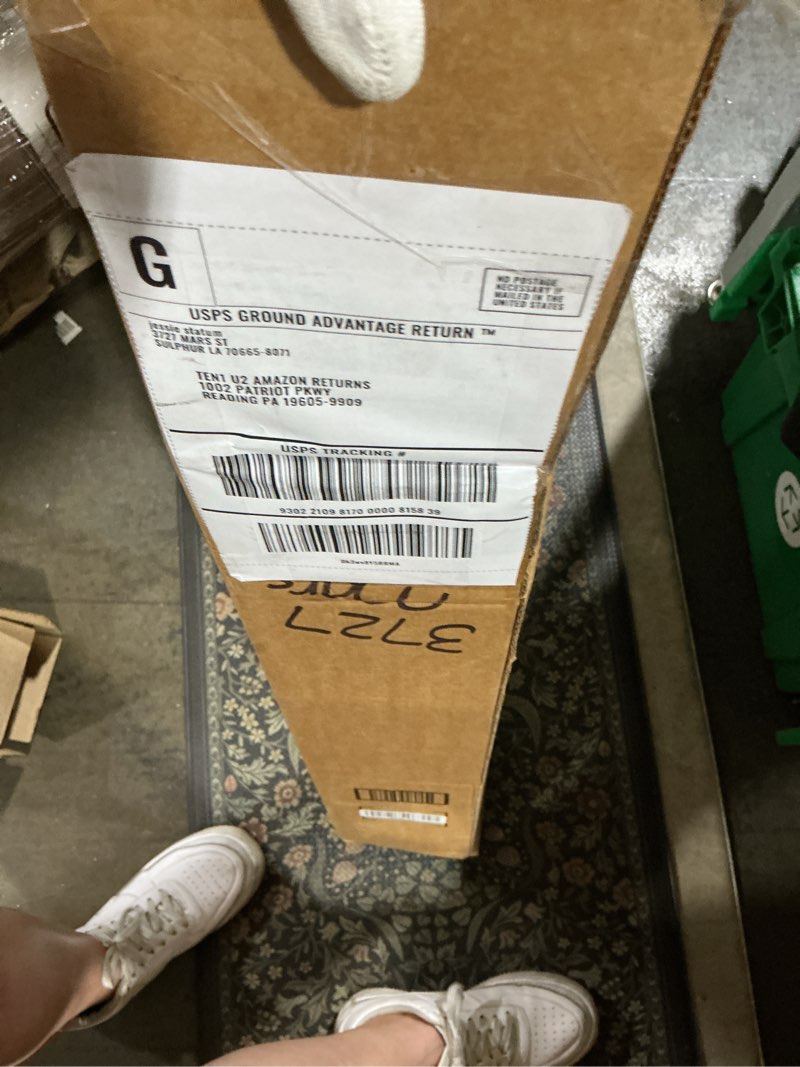 G
NO POSTAGE
NECESSARY IF
MAILED IN THE
UNITED STATES
USPS GROUND ADVANTAGE RETURN ™
jessie statum
3727 MARS ST
SULPHUR LA 70665-8071
TEN1 U2 AMAZON RETURNS
1002 PATRIOT PKWY
READING PA 19605-9909
USPS TRACKING #
9302 2109 8170 0000 8158 39
3727
Mars